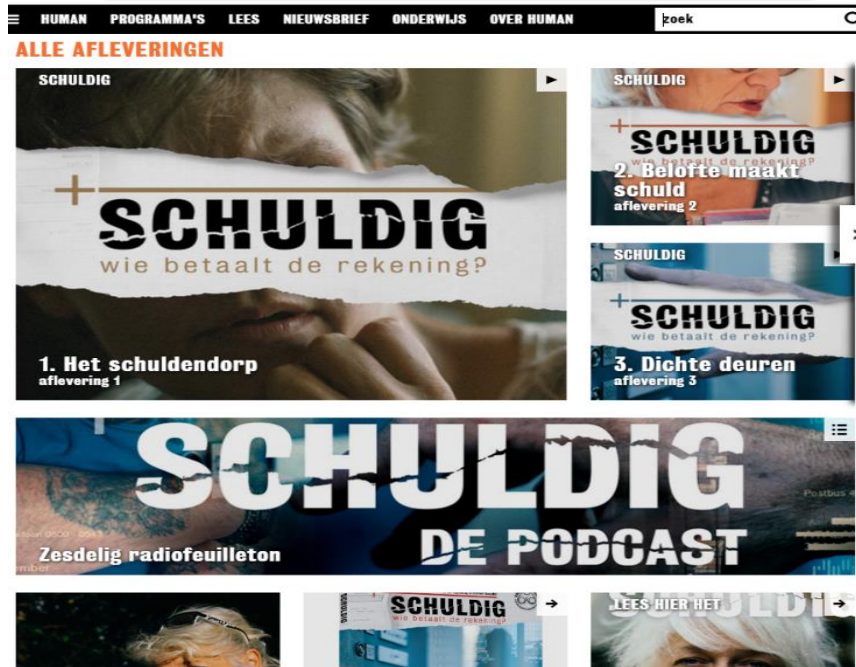 HUMAN PROGRAMMA'S LEES NIEUWSBRIEF ONDERWIJS OVER HUMAN zoek
ALLE AFLEVERINGEN
SCHULDIG
SCHULDIG
wie betaalt de rekening?
1. Het schuldendorp
aflevering 1
SCHULDIG
SCHULDIG
wie betaalt de rekening?
2. Belofte maakt
schuld
aflevering 2
SCHULDIG
SCHULDIG
wie betaalt de rekening?
3. Dichte deuren
aflevering 3
SCHULDIG
DE PODCAST
Postbus
Zesdelig radiofeuilleton
SCHULDIG
SCHULDIG
wie betaalt de rekening?
LEES HIER HET
SCHULDIG